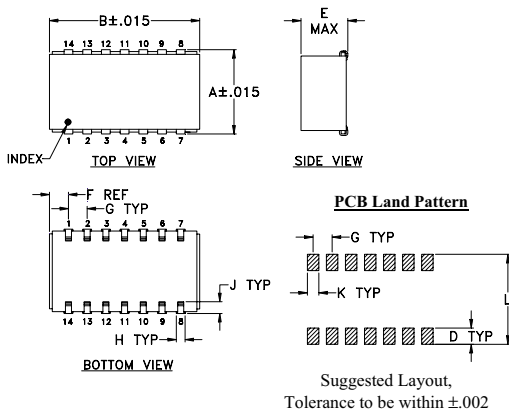 B±.015
E
MAX
14 13 12 11 10 9 8
A±.015
INDEX
1 2 3 4 5 6 7
TOP VIEW
SIDE VIEW
F REF
G TYP
1 2 3 4 5 6 7
J TYP
14 13 12 11 10 9 8
H TYP
BOTTOM VIEW
PCB Land Pattern
G TYP
K TYP
L
D TYP
Suggested Layout,
Tolerance to be within ±.002